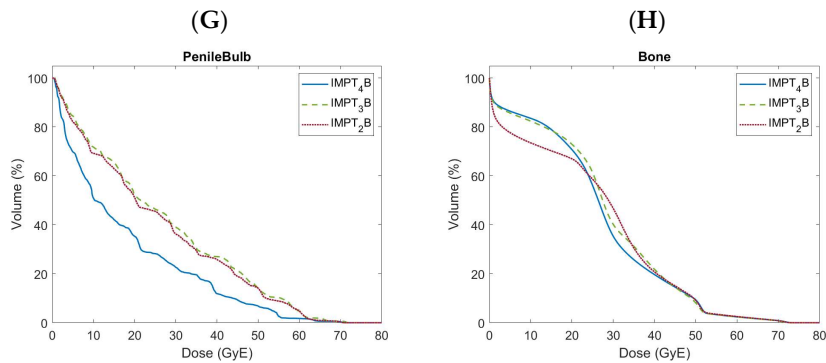 (G)
PenileBulb
100
80
60
40
20
0
Volume (%)
0 10 20 30 40 50 60 70 80
Dose (GyE)
IMPT4B
IMPT3B
IMPT2B
(H)
Bone
100
80
60
40
20
0
Volume (%)
0 10 20 30 40 50 60 70 80
Dose (GyE)
IMPT4B
IMPT3B
IMPT2B